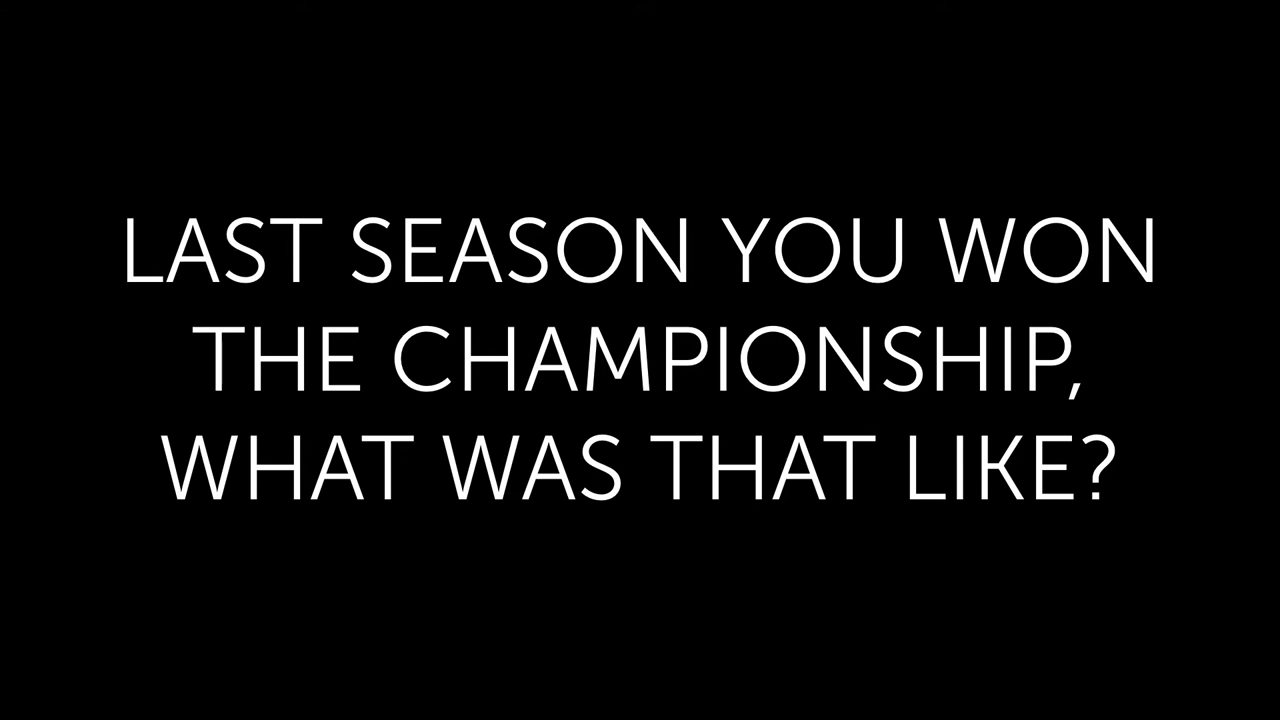 LAST SEASON YOU WON
THE CHAMPIONSHIP,
WHAT WAS THAT LIKE?